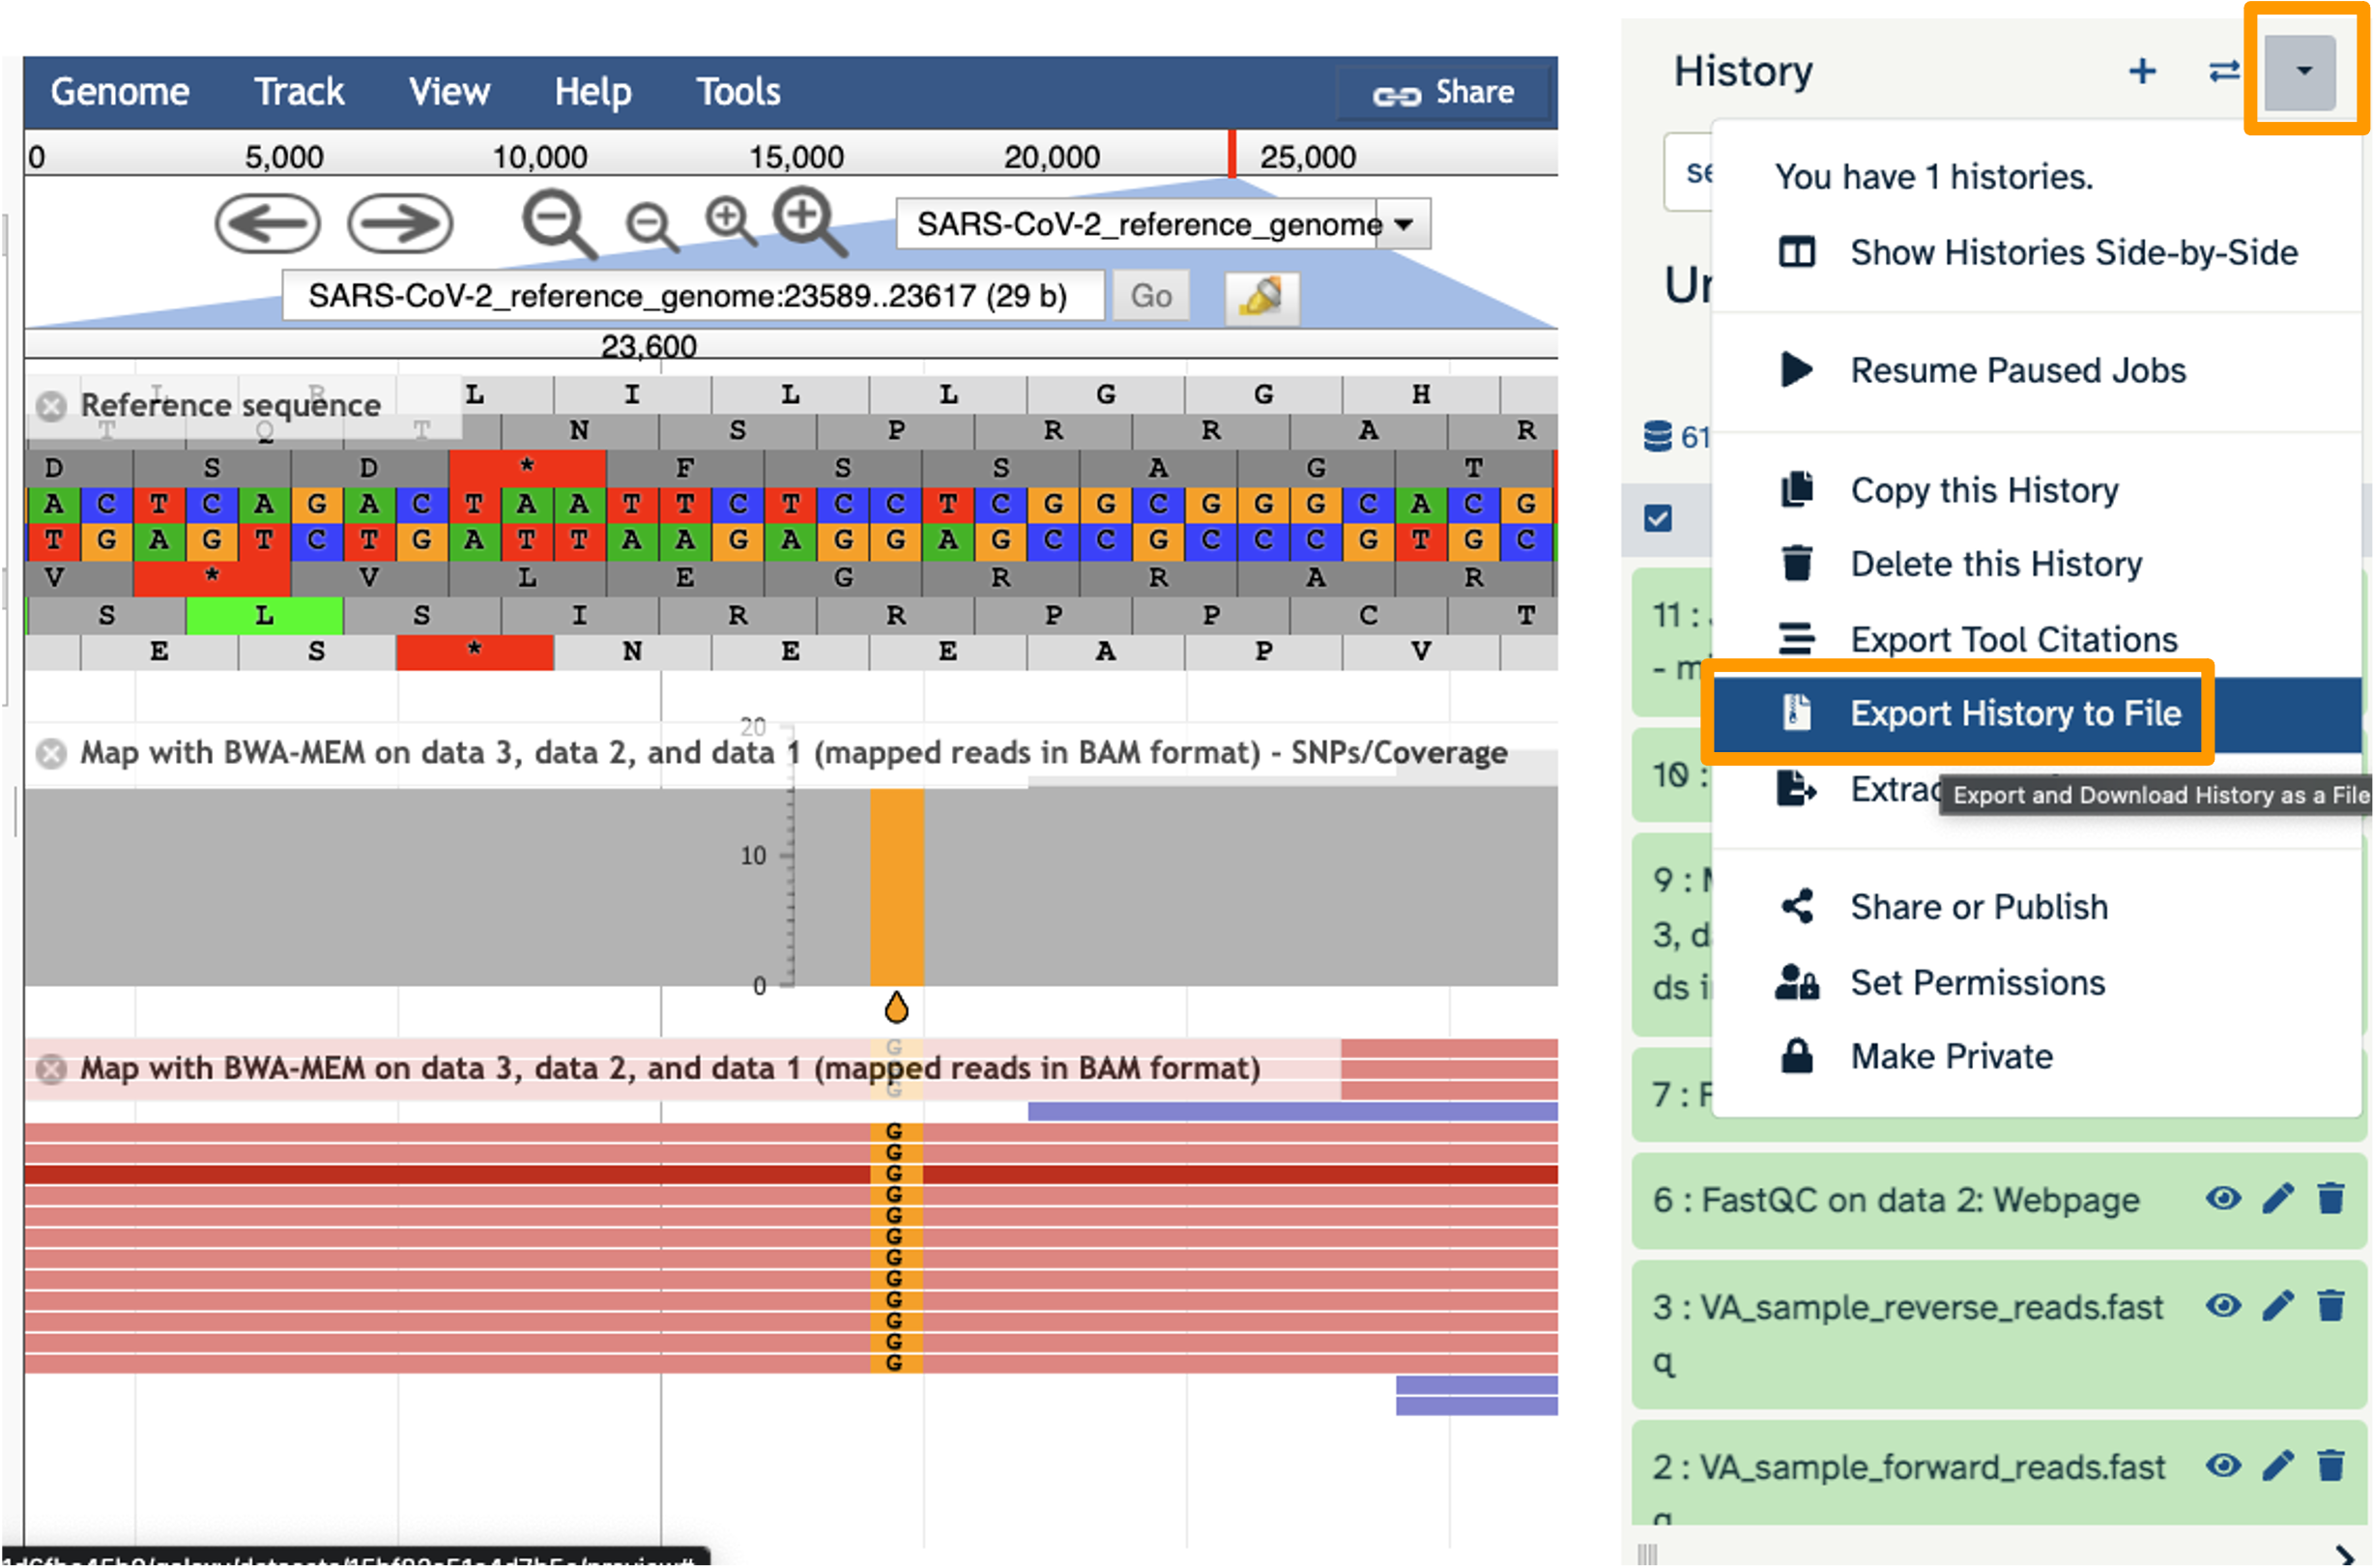 Genome Track View Help Tools Share
0 5,000 10,000 15,000 20,000 25,000
SARS-CoV-2_reference_genome
SARS-CoV-2_reference_genome:23589..23617 (29 b) Go
23,600
Reference sequence
L R L I L L G G H
T Q T N S P R R A R
D S D * F S S A G T
A C T C A G A C T A A T T C T C C T C G G C G G G C A C G
T G A G T C T G A T T A A G A G G A G C C G C C C G T G C
V * V L E G R R A R
S L S I R R P P C T
E S * N E E A P V
20
Map with BWA-MEM on data 3, data 2, and data 1 (mapped reads in BAM format) - SNPs/Coverage
10
0
G
Map with BWA-MEM on data 3, data 2, and data 1 (mapped reads in BAM format)
G
G
G
G
G
G
G
G
G
G
G
G
G
History
You have 1 histories.
Show Histories Side-by-Side
Resume Paused Jobs
61
Copy this History
Delete this History
Export Tool Citations
Export History to File
Export and Download History as a File
Share or Publish
Set Permissions
Make Private
11 :
- m
10 :
9 :
3, d
ds i
7 : F
6 : FastQC on data 2: Webpage
3 : VA_sample_reverse_reads.fast
q
2 : VA_sample_forward_reads.fast
q